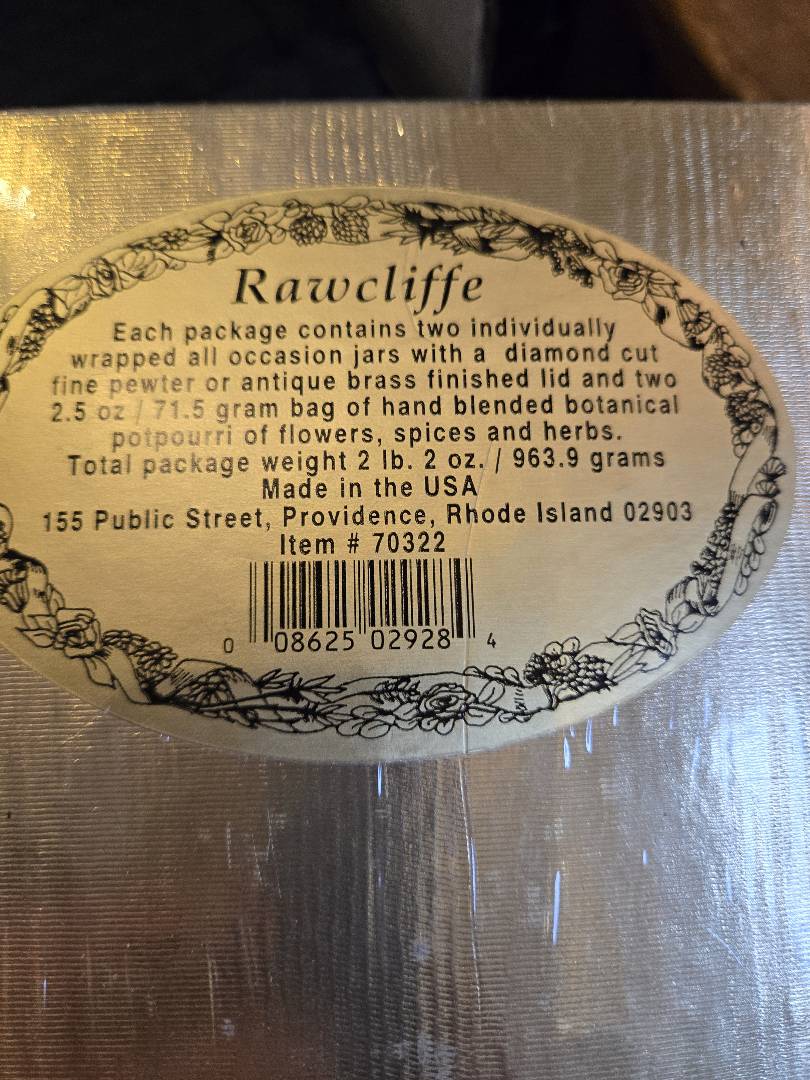 Rawcliffe
Each package contains two individually
wrapped all occasion jars with a diamond cut
fine pewter or antique brass finished lid and two
2.5 oz / 71.5 gram bag of hand blended botanical
potpourri of flowers, spices and herbs.
Total package weight 2 lb. 2 oz. / 963.9 grams
Made in the USA
155 Public Street, Providence, Rhode Island 02903
Item # 70322
0 08625 02928 4